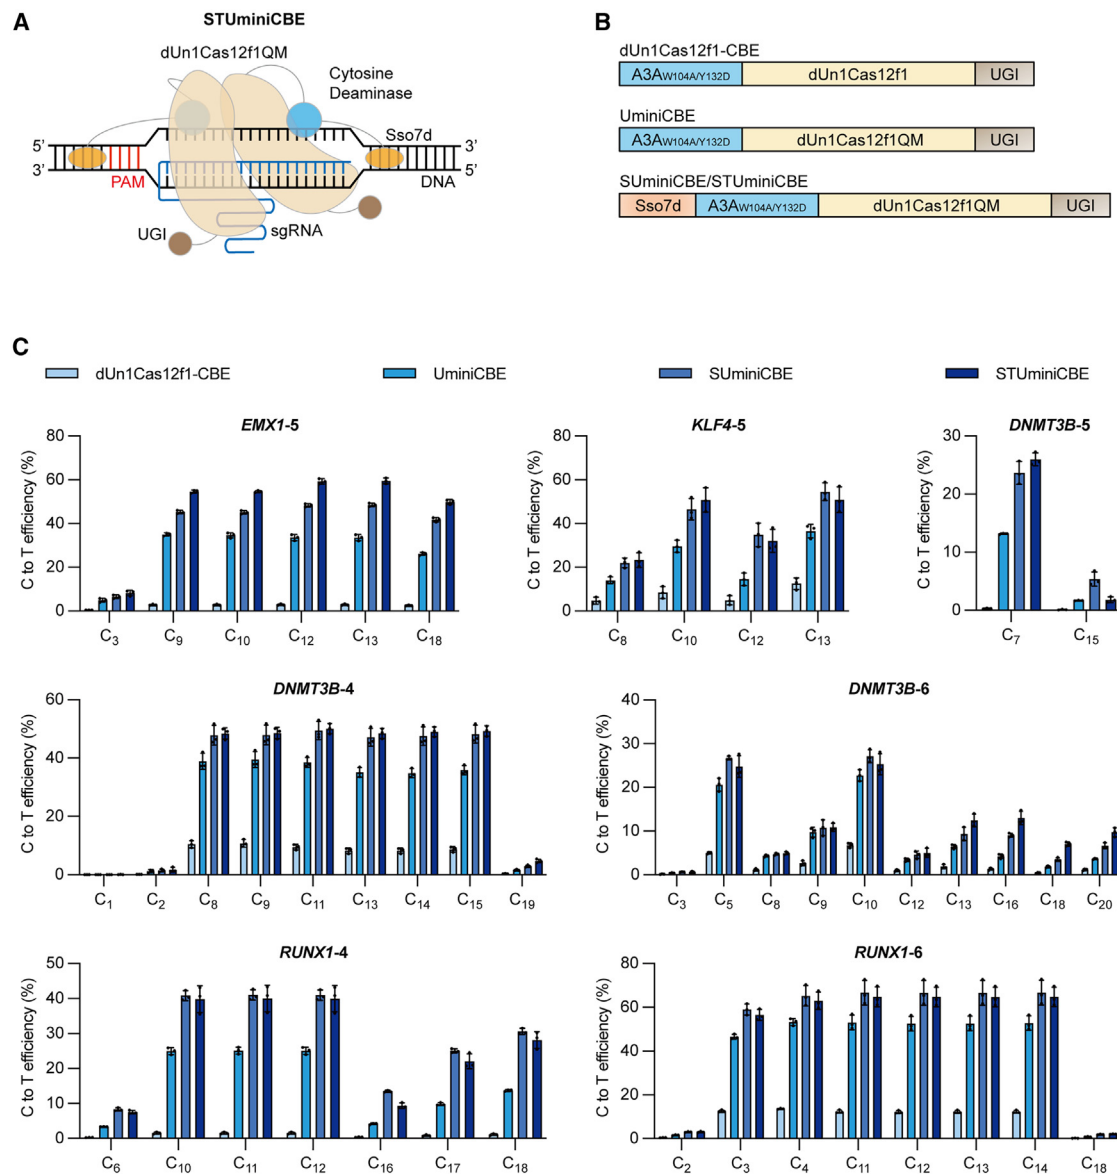 A
STUminiCBE
dUn1Cas12f1QM
Cytosine
Deaminase
Sso7d
5′ 3′
3′ 5′
PAM
DNA
UGI
sgRNA
B
dUn1Cas12f1-CBE
A3AW104A/Y132D dUn1Cas12f1 UGI
UminiCBE
A3AW104A/Y132D dUn1Cas12f1QM UGI
SUminiCBE/STUminiCBE
Sso7d A3AW104A/Y132D dUn1Cas12f1QM UGI
C
dUn1Cas12f1-CBE UminiCBE SUminiCBE STUminiCBE
EMX1-5
C to T efficiency (%)
80
60
40
20
0
C3 C9 C10 C12 C13 C18
KLF4-5
C to T efficiency (%)
80
60
40
20
0
C8 C10 C12 C13
DNMT3B-5
C to T efficiency (%)
30
20
10
0
C7 C15
DNMT3B-4
C to T efficiency (%)
60
40
20
0
C1 C2 C8 C9 C11 C13 C14 C15 C19
DNMT3B-6
C to T efficiency (%)
40
30
20
10
0
C3 C5 C8 C9 C10 C12 C13 C16 C18 C20
RUNX1-4
C to T efficiency (%)
50
40
30
20
10
0
C6 C10 C11 C12 C16 C17 C18
RUNX1-6
C to T efficiency (%)
80
60
40
20
0
C2 C3 C4 C11 C12 C13 C14 C19